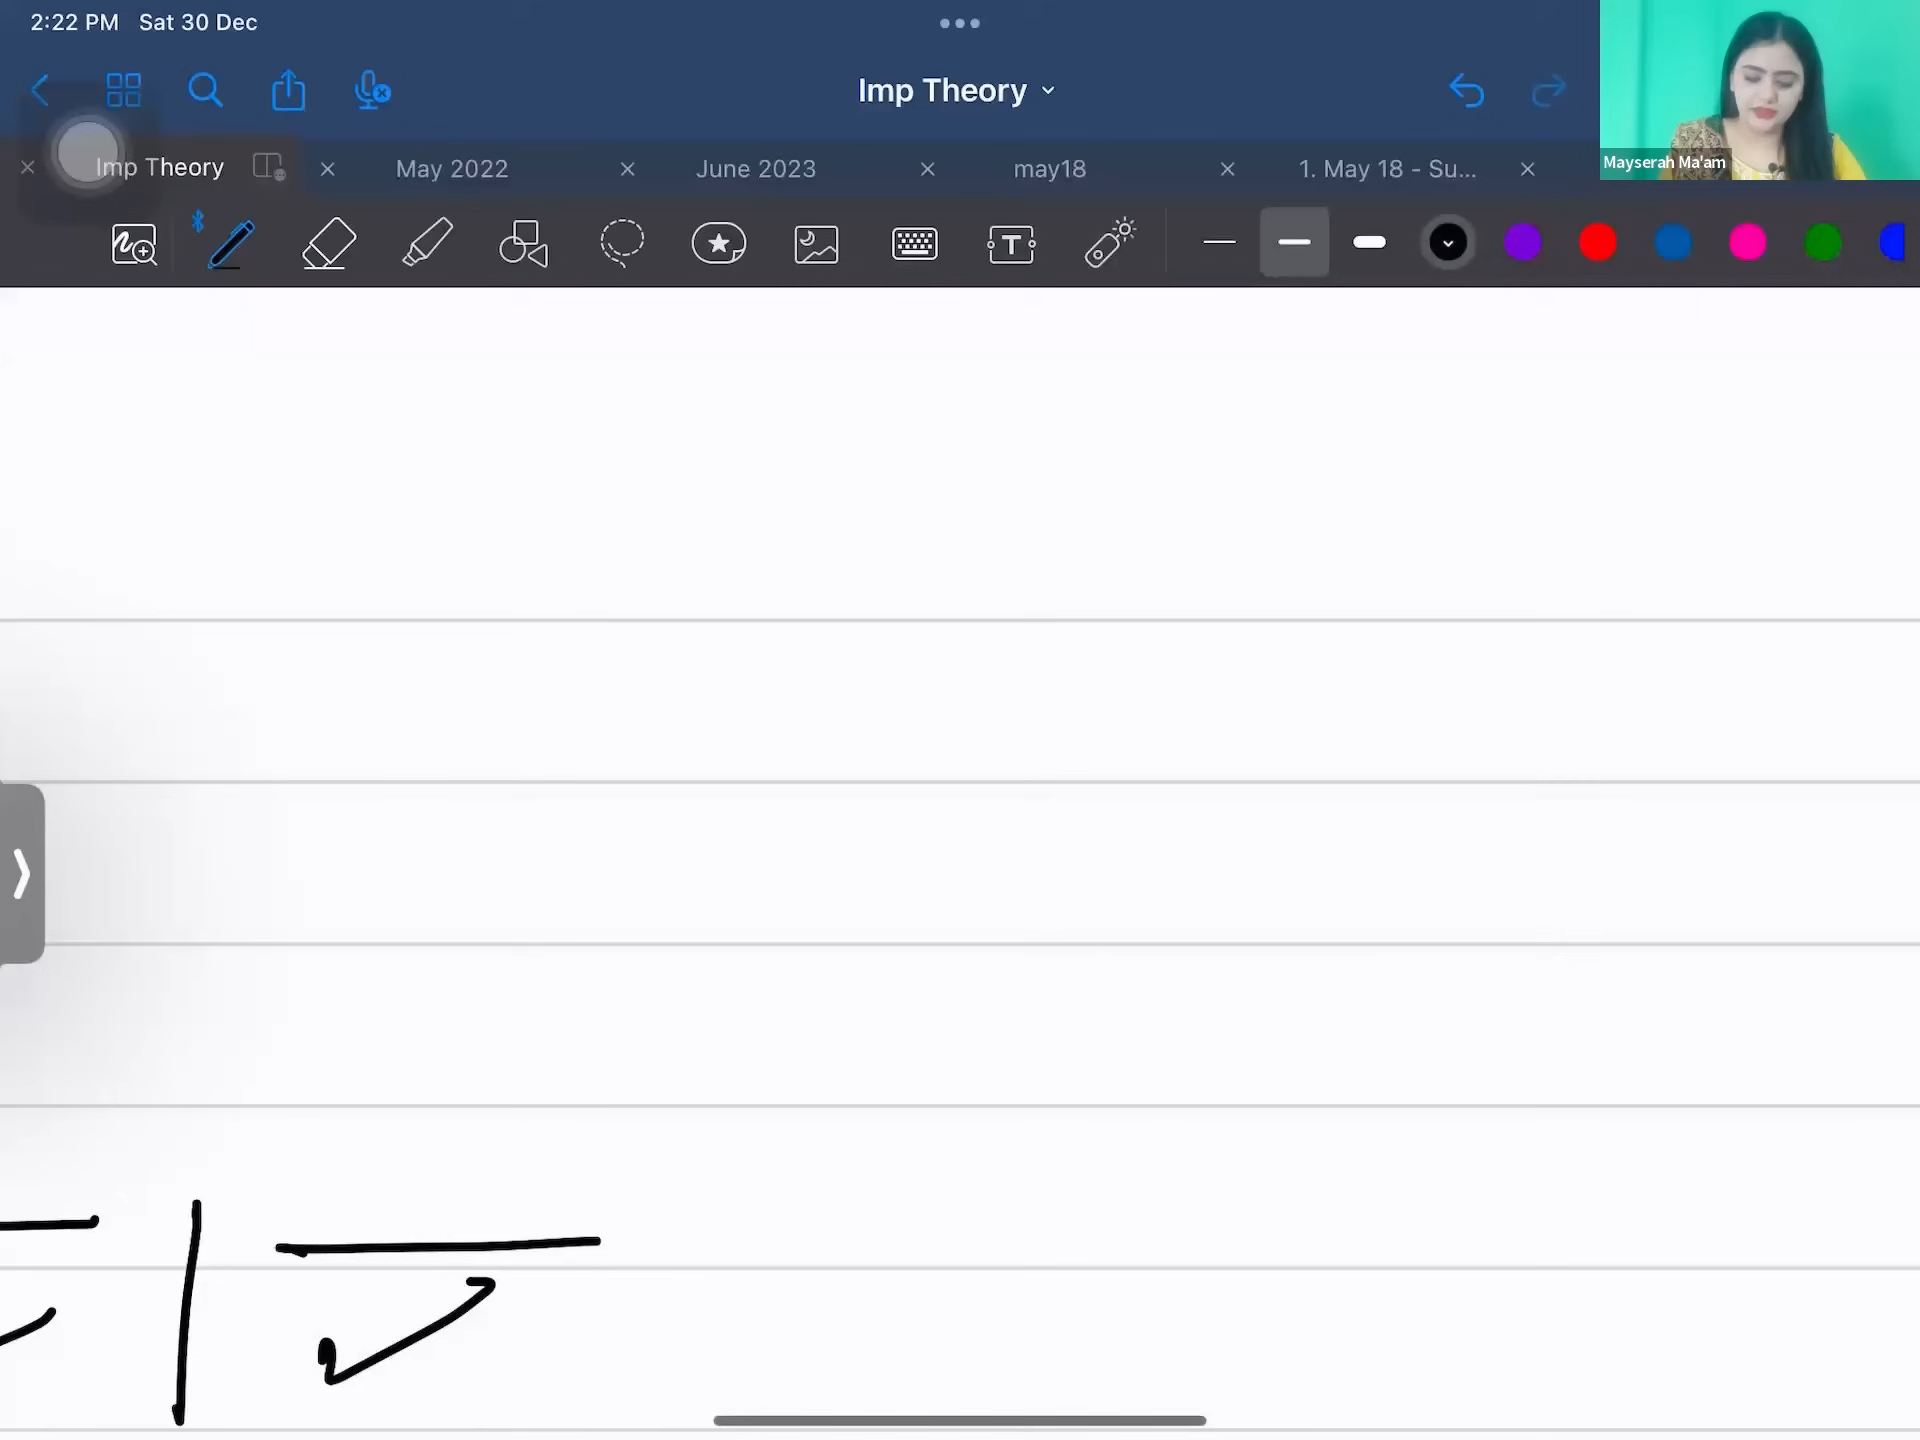 2:22 PM Sat 30 Dec
Imp Theory
Mayserah Ma'am
Imp Theory
May 2022
June 2023
may18
1. May 18 - Su...